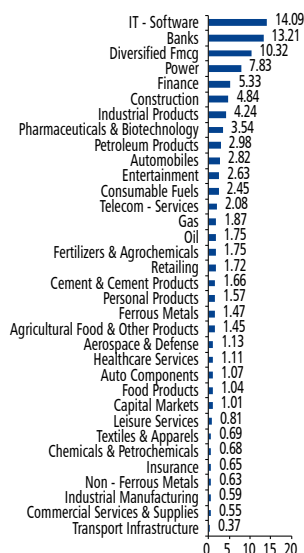 IT - Software 14.09
Banks 13.21
Diversified Fmcg 10.32
Power 7.83
Finance 5.33
Construction 4.84
Industrial Products 4.24
Pharmaceuticals & Biotechnology 3.54
Petroleum Products 2.98
Automobiles 2.82
Entertainment 2.63
Consumable Fuels 2.45
Telecom - Services 2.08
Gas 1.87
Oil 1.75
Fertilizers & Agrochemicals 1.75
Retailing 1.72
Cement & Cement Products 1.66
Personal Products 1.57
Ferrous Metals 1.47
Agricultural Food & Other Products 1.45
Aerospace & Defense 1.13
Healthcare Services 1.11
Auto Components 1.07
Food Products 1.04
Capital Markets 1.01
Leisure Services 0.81
Textiles & Apparels 0.69
Chemicals & Petrochemicals 0.68
Insurance 0.65
Non - Ferrous Metals 0.63
Industrial Manufacturing 0.59
Commercial Services & Supplies 0.55
Transport Infrastructure 0.37
0 5 10 15 20